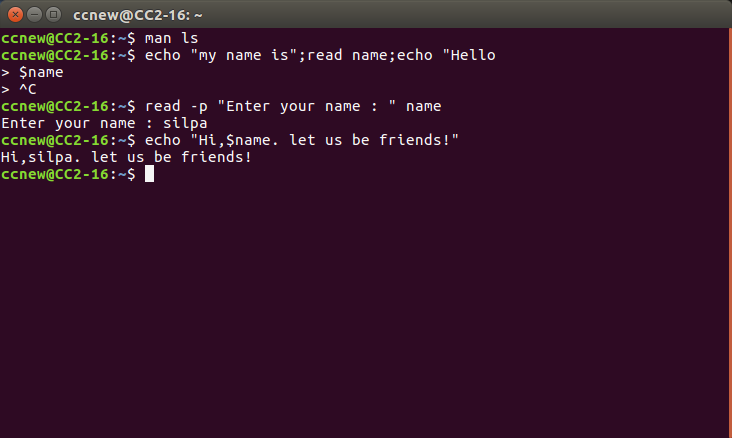 ccnew@CC2-16: ~
ccnew@CC2-16:~$ man ls
ccnew@CC2-16:~$ echo "my name is";read name;echo "Hello
> $name
> ^C
ccnew@CC2-16:~$ read -p "Enter your name : " name
Enter your name : silpa
ccnew@CC2-16:~$ echo "Hi,$name. let us be friends!"
Hi,silpa. let us be friends!
ccnew@CC2-16:~$